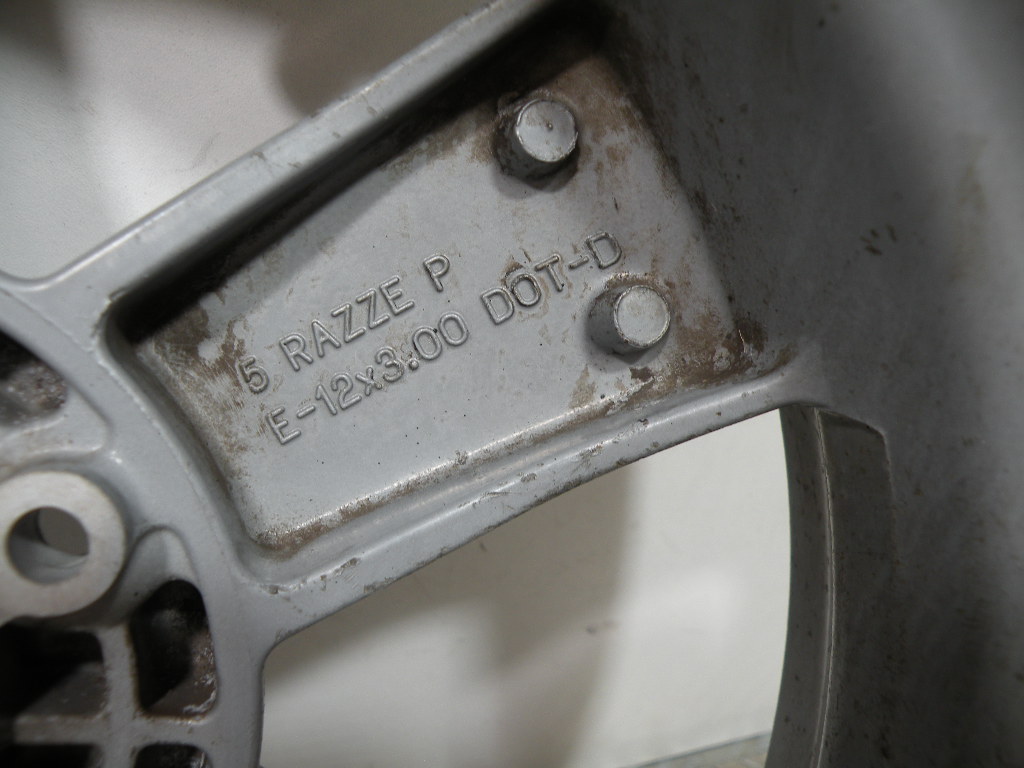 5 RAZZE P
E-12x3.00 DOT-D